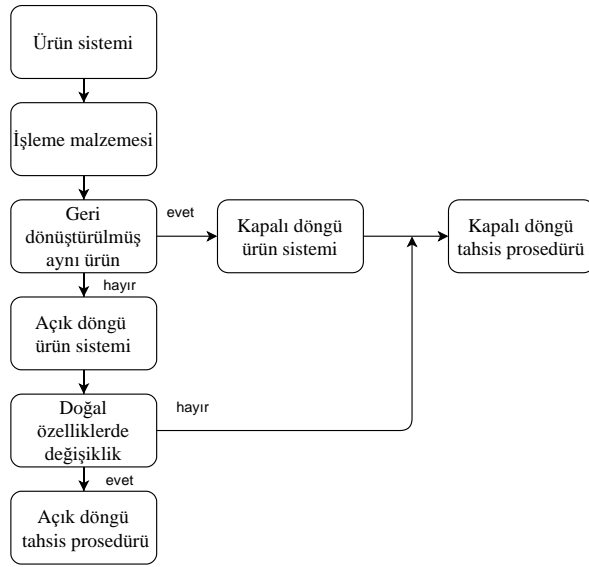 Ürün sistemi
İşleme malzemesi
Geri
dönüştürülmüş
aynı ürün
evet
Kapalı döngü
ürün sistemi
Kapalı döngü
tahsis prosedürü
hayır
Açık döngü
ürün sistemi
Doğal
özelliklerde
değişiklik
hayır
evet
Açık döngü
tahsis prosedürü